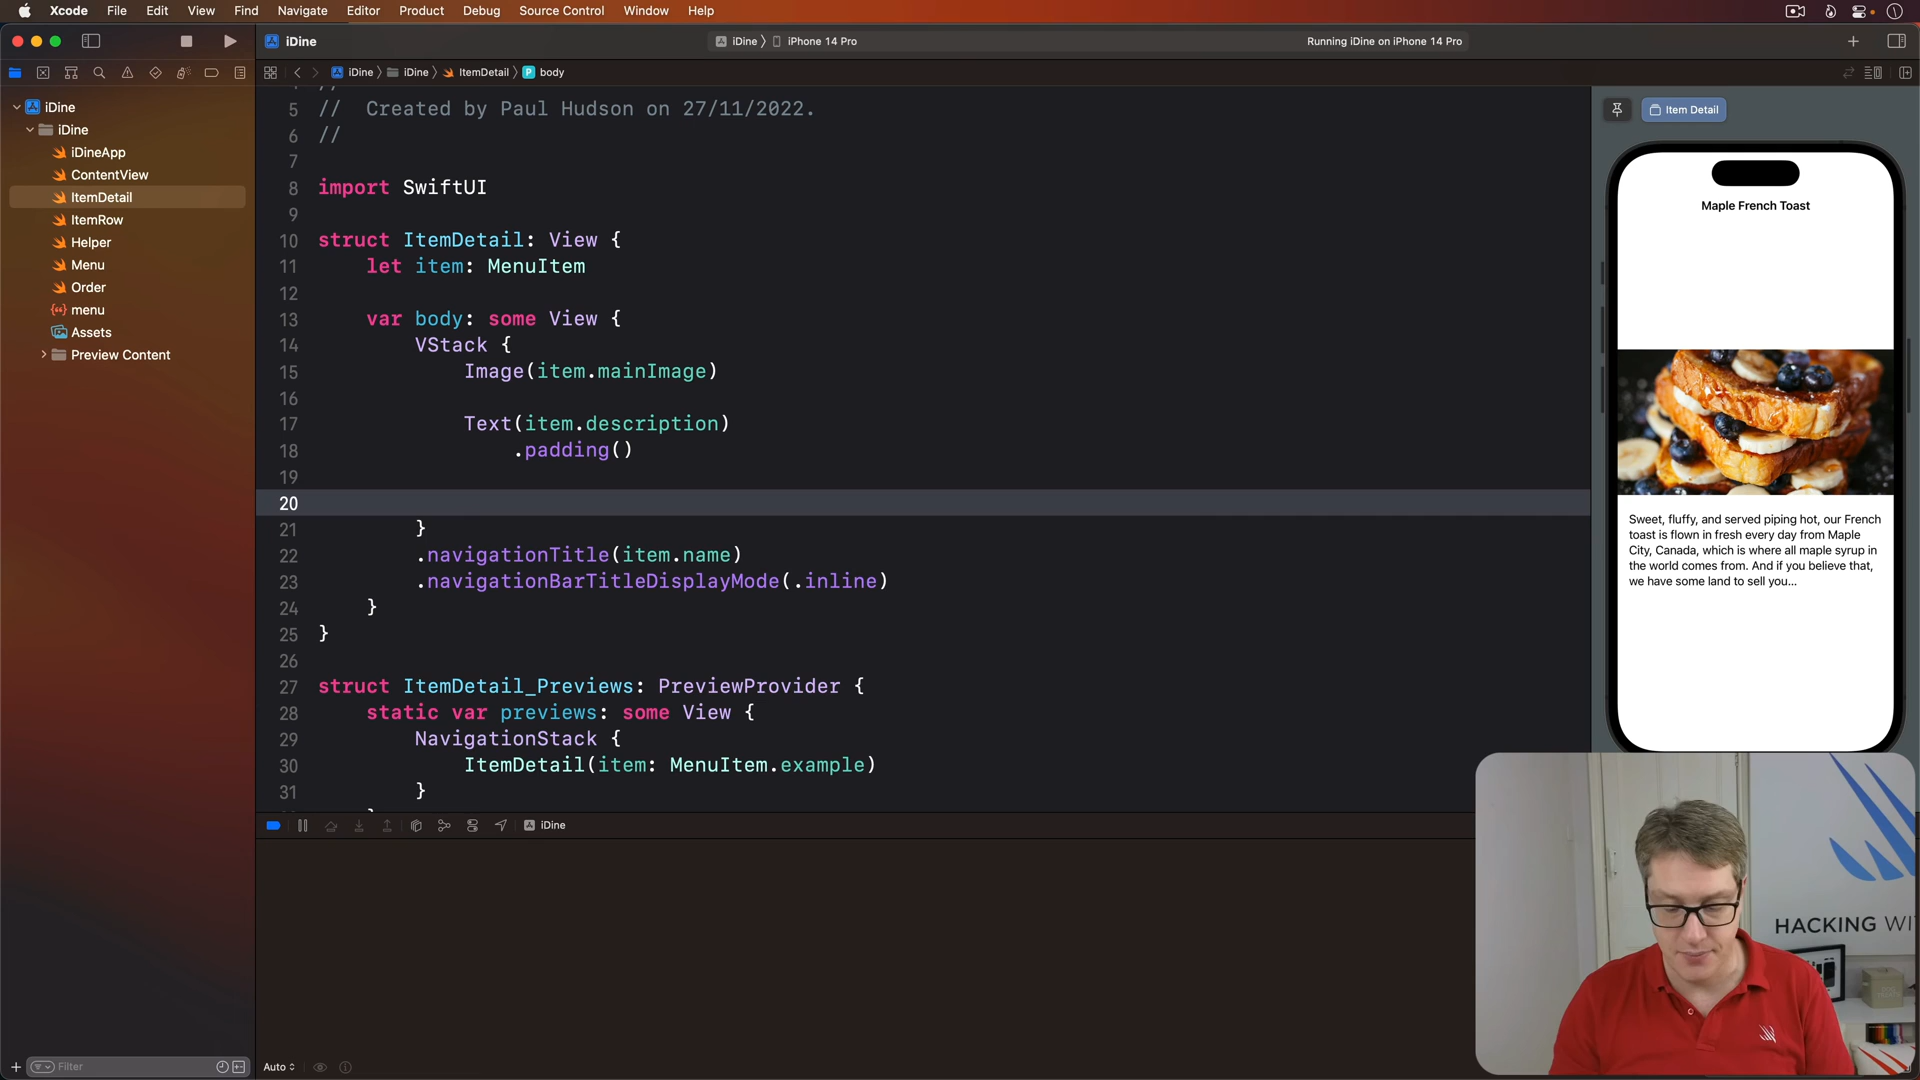 Xcode File Edit View Find Navigate Editor Product Debug Source Control Window Help
iDine
iDine 〉 iPhone 14 Pro
Running iDine on iPhone 14 Pro
iDine 〉 iDine 〉 ItemDetail 〉 P body
iDine
iDine
iDineApp
ContentView
ItemDetail
ItemRow
Helper
Menu
Order
menu
Assets
Preview Content
Filter
5 // Created by Paul Hudson on 27/11/2022.
6 //
7
8 import SwiftUI
9
10 struct ItemDetail: View {
11 let item: MenuItem
12
13 var body: some View {
14 VStack {
15 Image(item.mainImage)
16
17 Text(item.description)
18 .padding()
19
20
21 }
22 .navigationTitle(item.name)
23 .navigationBarTitleDisplayMode(.inline)
24 }
25 }
26
27 struct ItemDetail_Previews: PreviewProvider {
28 static var previews: some View {
29 NavigationStack {
30 ItemDetail(item: MenuItem.example)
31 }
iDine
Auto
Item Detail
Maple French Toast
Sweet, fluffy, and served piping hot, our French
toast is flown in fresh every day from Maple
City, Canada, which is where all maple syrup in
the world comes from. And if you believe that,
we have some land to sell you...
HACKING WI